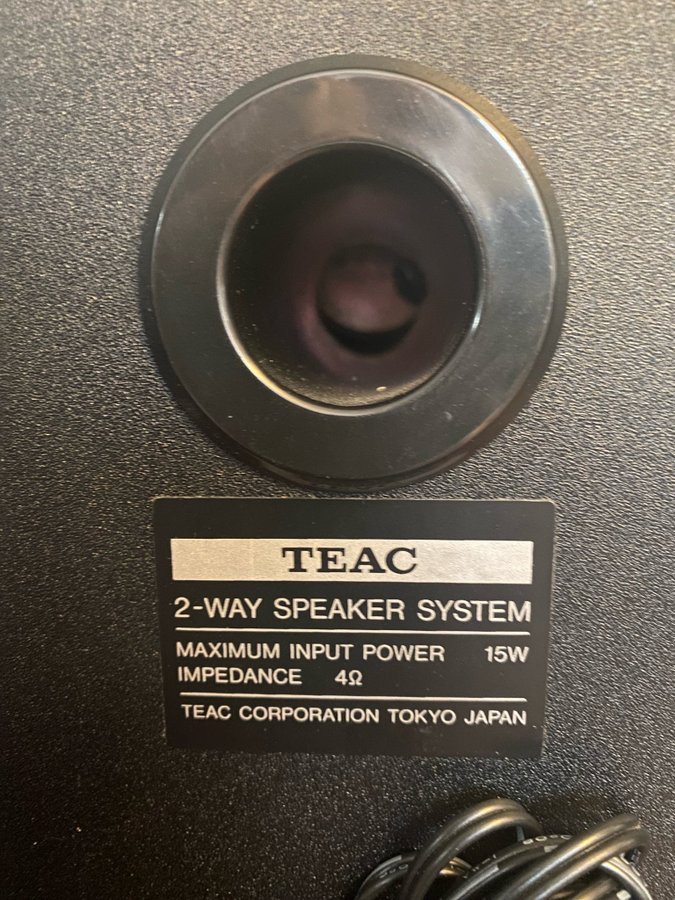 TEAC
2-WAY SPEAKER SYSTEM
MAXIMUM INPUT POWER 15W
IMPEDANCE 4Ω
TEAC CORPORATION TOKYO JAPAN